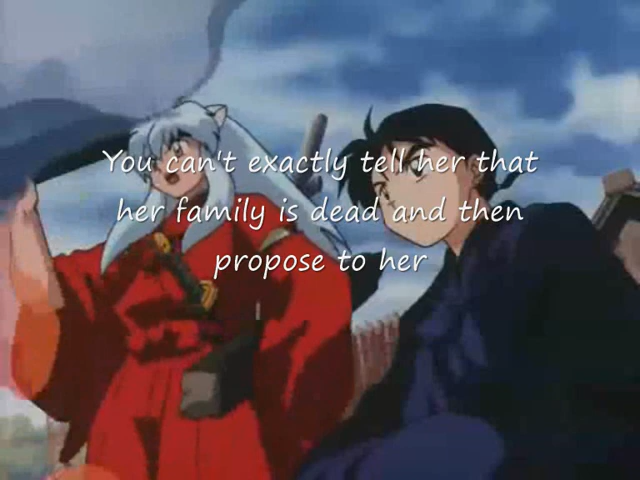 You can't exactly tell her that
her family is dead and then
propose to her